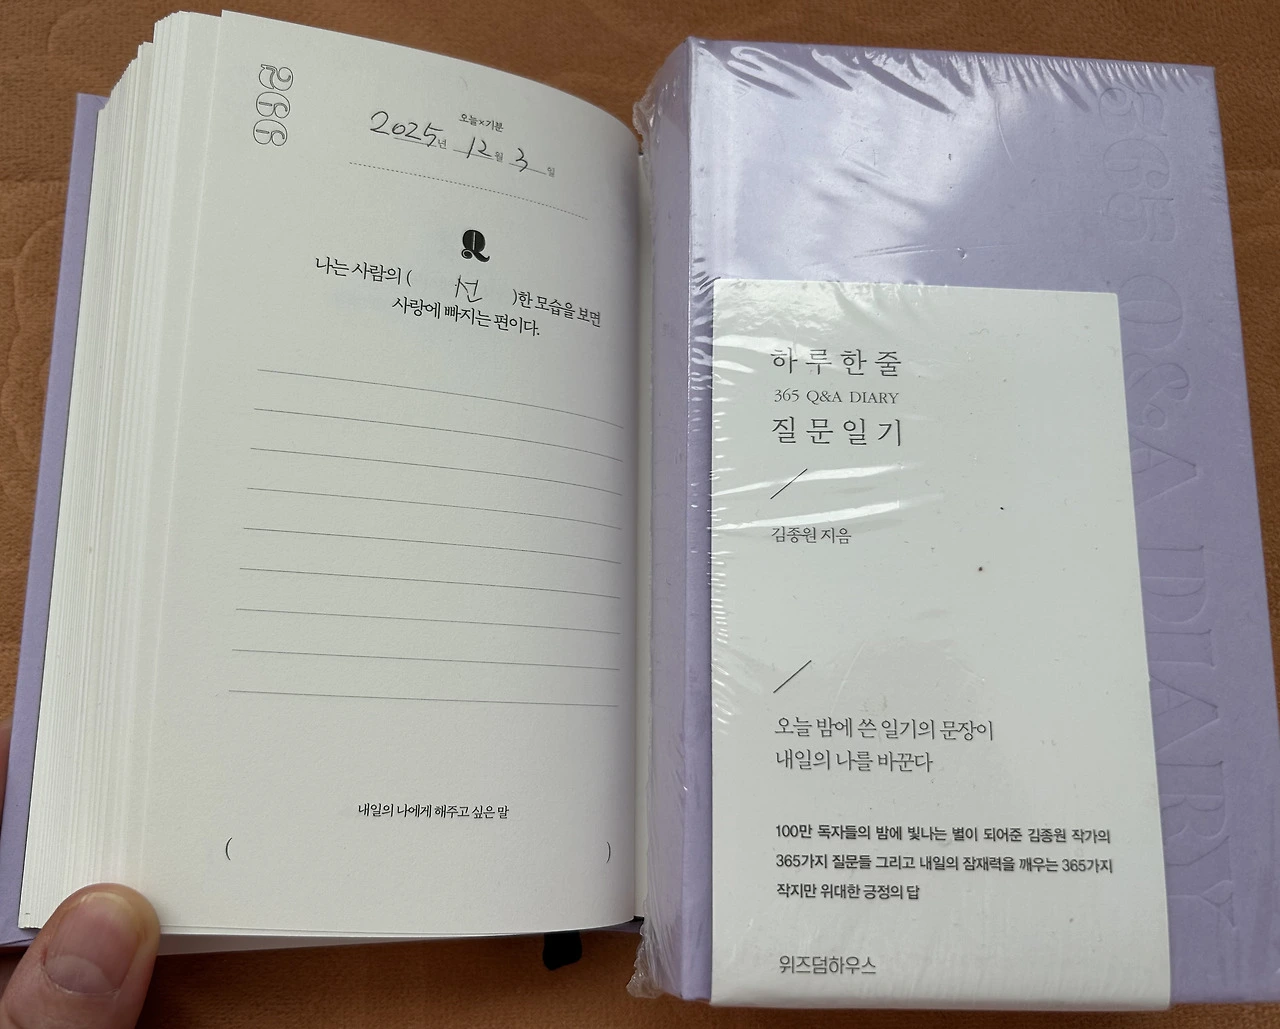 266
오늘×기분
2025년 12월 3일
Q
나는 사람의 ( 선 )한 모습을 보면
사랑에 빠지는 편이다.
내일의 나에게 해주고 싶은 말
( )
365 Q&A DIARY
하루한줄
365 Q&A DIARY
질문일기
김종원 지음
오늘 밤에 쓴 일기의 문장이
내일의 나를 바꾼다
100만 독자들의 밤에 빛나는 별이 되어준 김종원 작가의
365가지 질문들 그리고 내일의 잠재력을 깨우는 365가지
작지만 위대한 긍정의 답
위즈덤하우스